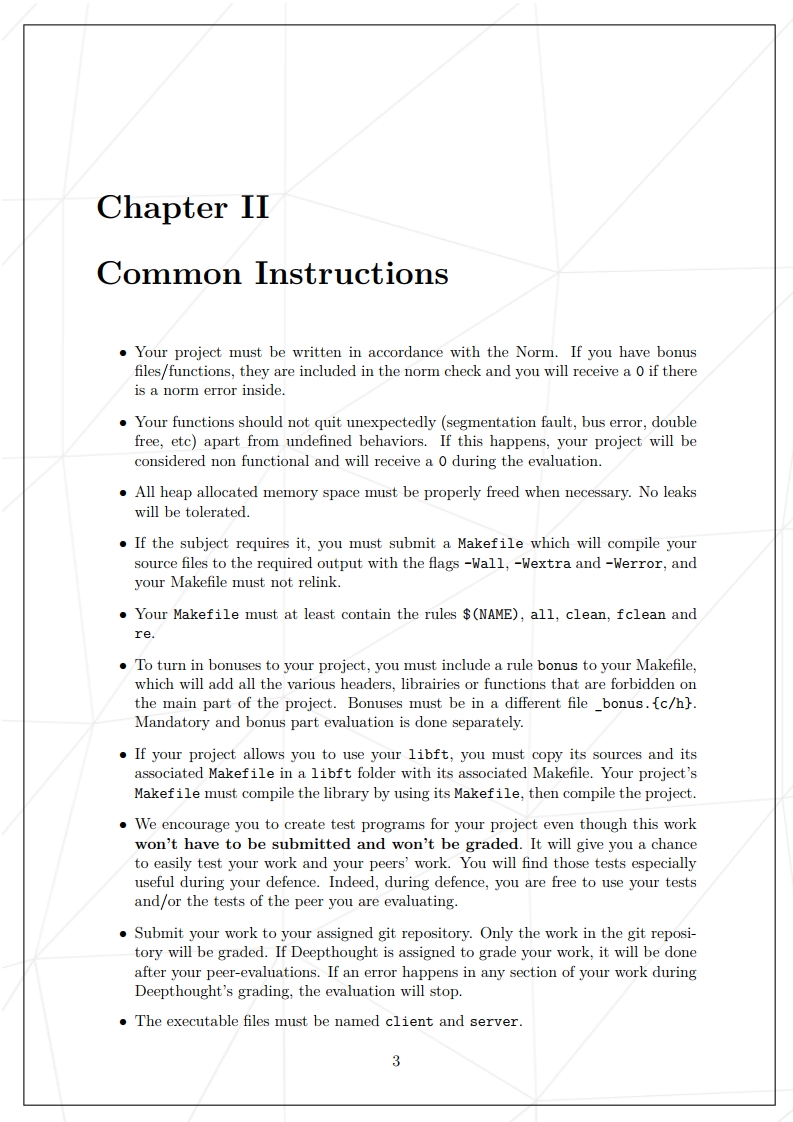 Chapter II
Common Instructions
• Your project must be written in accordance with the Norm. If you have bonus
files/functions, they are included in the norm check and you will receive a 0 if there
is a norm error inside.
• Your functions should not quit unexpectedly (segmentation fault, bus error, double
free, etc) apart from undefined behaviors. If this happens, your project will be
considered non functional and will receive a 0 during the evaluation.
• All heap allocated memory space must be properly freed when necessary. No leaks
will be tolerated.
• If the subject requires it, you must submit a Makefile which will compile your
source files to the required output with the flags -Wall, -Wextra and -Werror, and
your Makefile must not relink.
• Your Makefile must at least contain the rules $(NAME), all, clean, fclean and
re.
• To turn in bonuses to your project, you must include a rule bonus to your Makefile,
which will add all the various headers, librairies or functions that are forbidden on
the main part of the project. Bonuses must be in a different file _bonus.{c/h}.
Mandatory and bonus part evaluation is done separately.
• If your project allows you to use your libft, you must copy its sources and its
associated Makefile in a libft folder with its associated Makefile. Your project's
Makefile must compile the library by using its Makefile, then compile the project.
• We encourage you to create test programs for your project even though this work
won't have to be submitted and won't be graded. It will give you a chance
to easily test your work and your peers' work. You will find those tests especially
useful during your defence. Indeed, during defence, you are free to use your tests
and/or the tests of the peer you are evaluating.
• Submit your work to your assigned git repository. Only the work in the git reposi-
tory will be graded. If Deepthought is assigned to grade your work, it will be done
after your peer-evaluations. If an error happens in any section of your work during
Deepthought's grading, the evaluation will stop.
• The executable files must be named client and server.
3